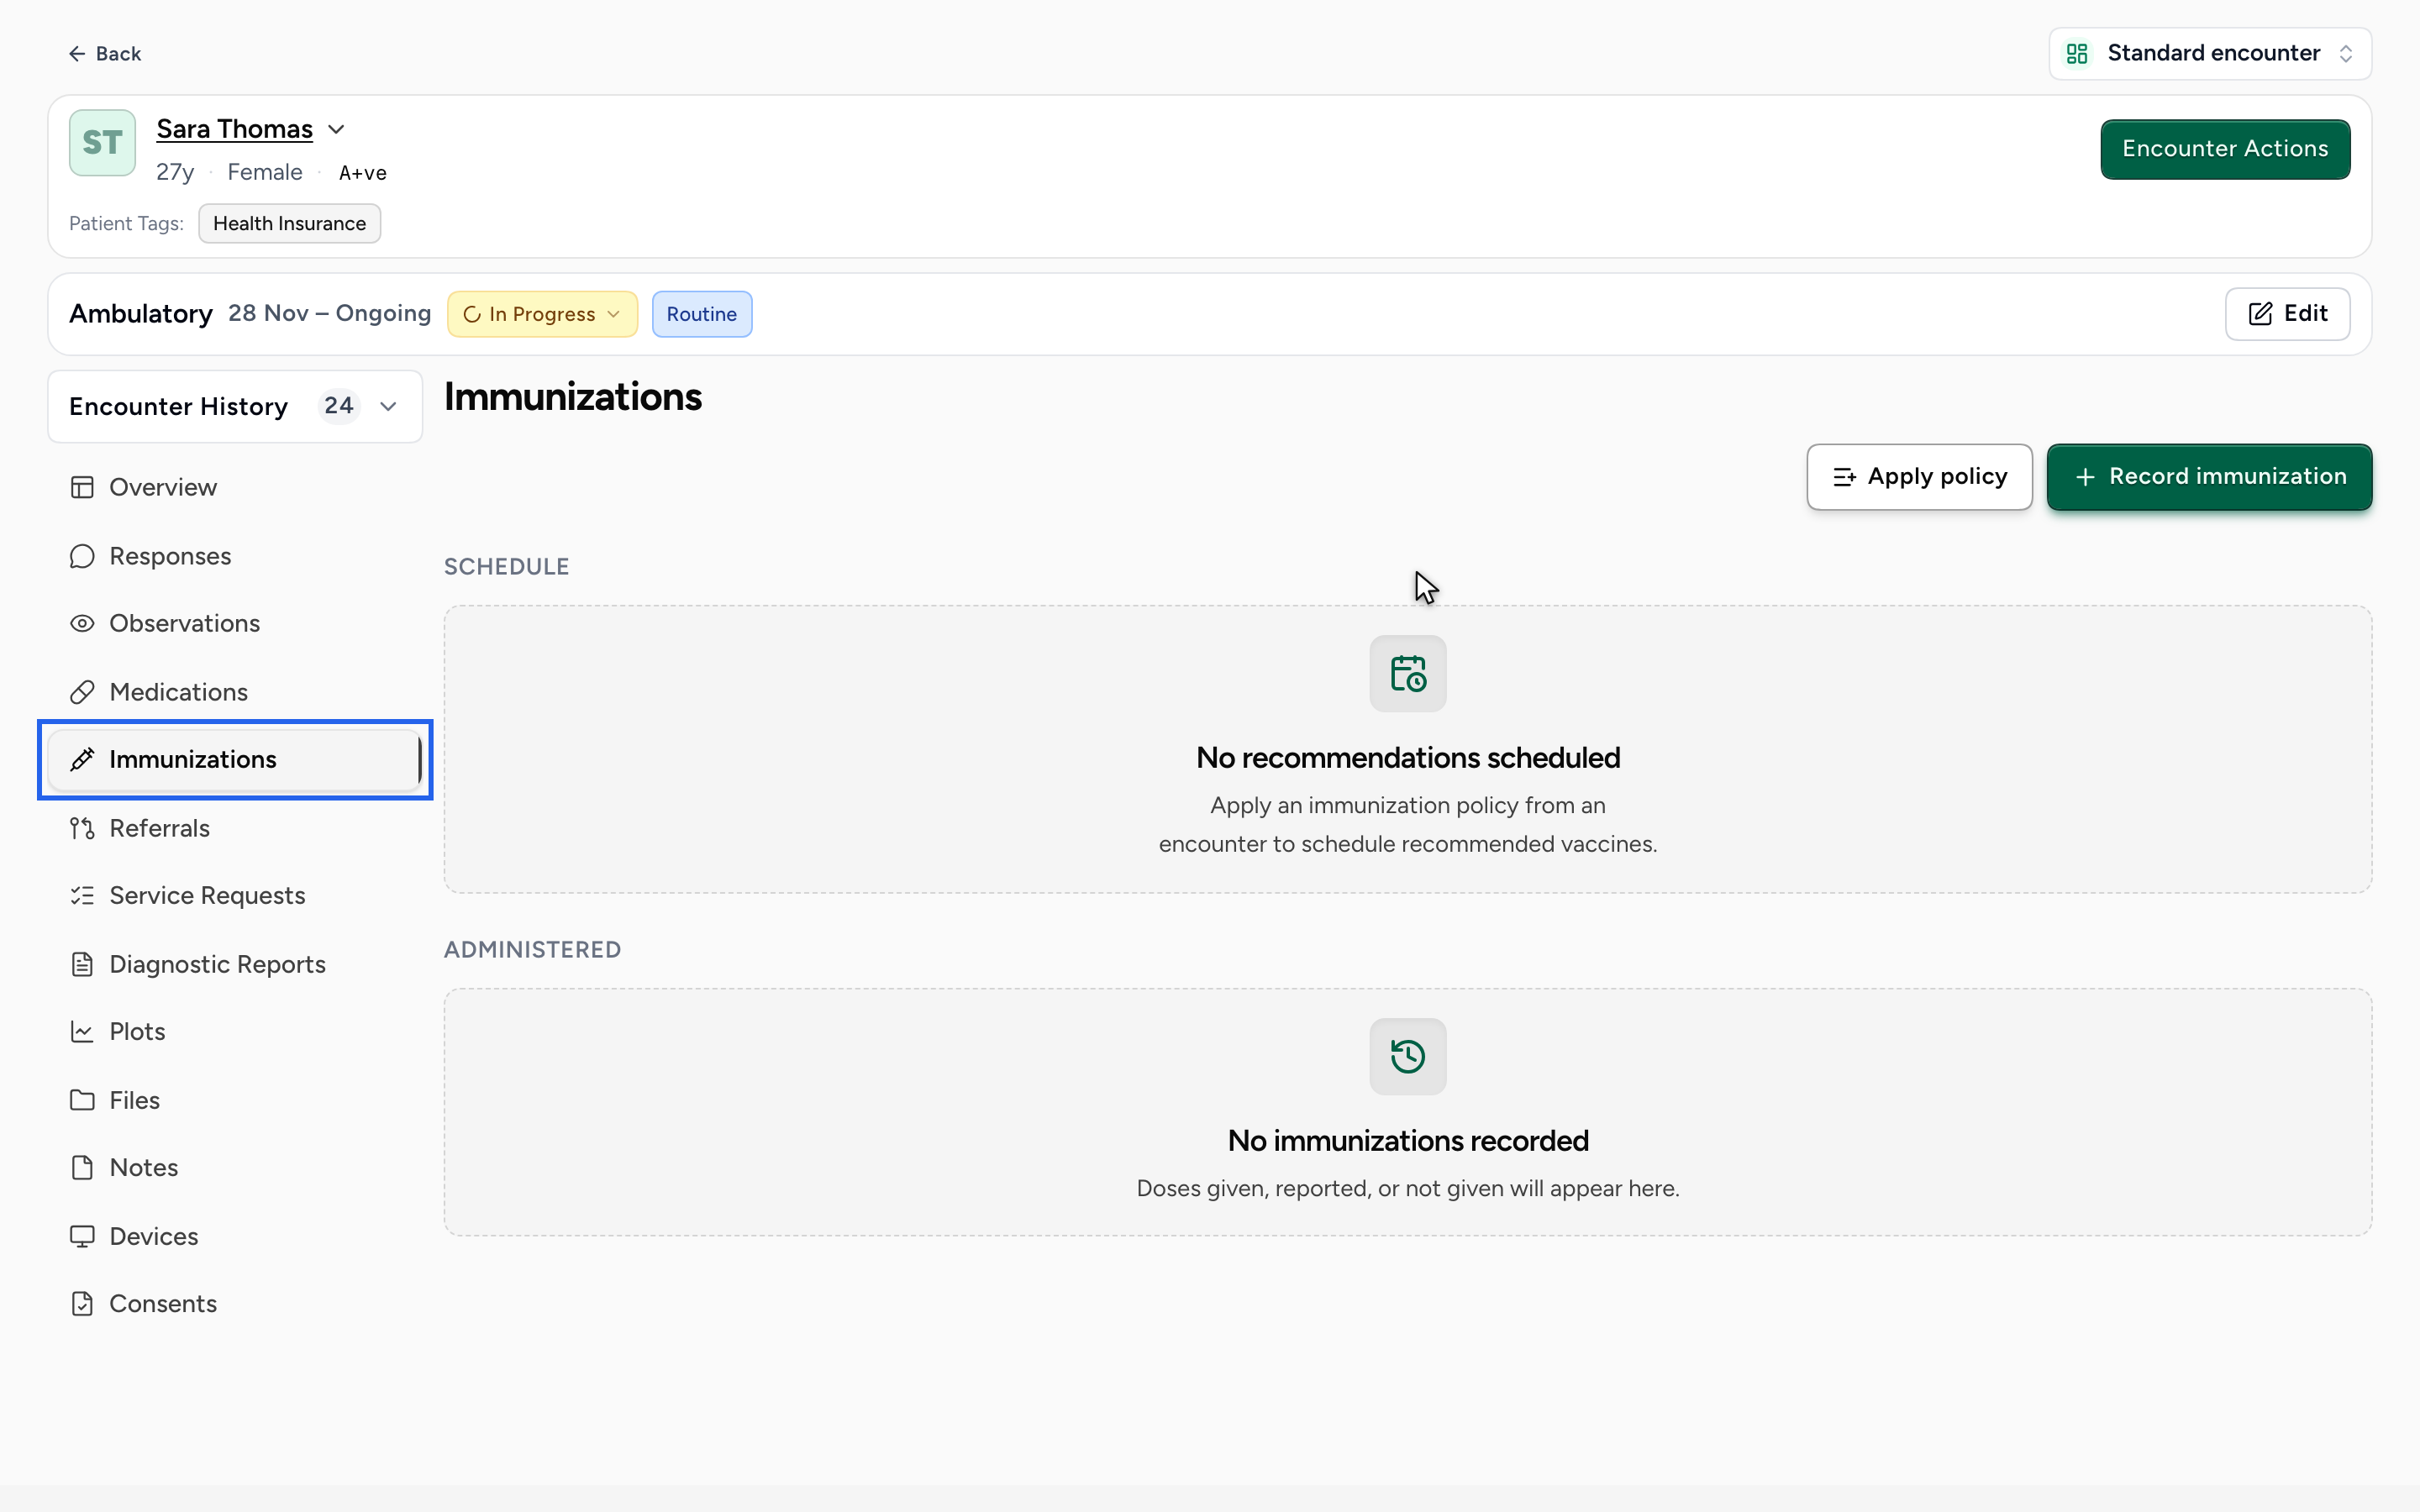 Back
Standard encounter
ST
Sara Thomas
27y · Female · A+ve
Encounter Actions
Patient Tags: Health Insurance
Ambulatory 28 Nov – Ongoing In Progress Routine
Edit
Encounter History 24
Immunizations
Apply policy
Record immunization
Overview
Responses
Observations
Medications
Immunizations
Referrals
Service Requests
Diagnostic Reports
Plots
Files
Notes
Devices
Consents
SCHEDULE
No recommendations scheduled
Apply an immunization policy from an
encounter to schedule recommended vaccines.
ADMINISTERED
No immunizations recorded
Doses given, reported, or not given will appear here.